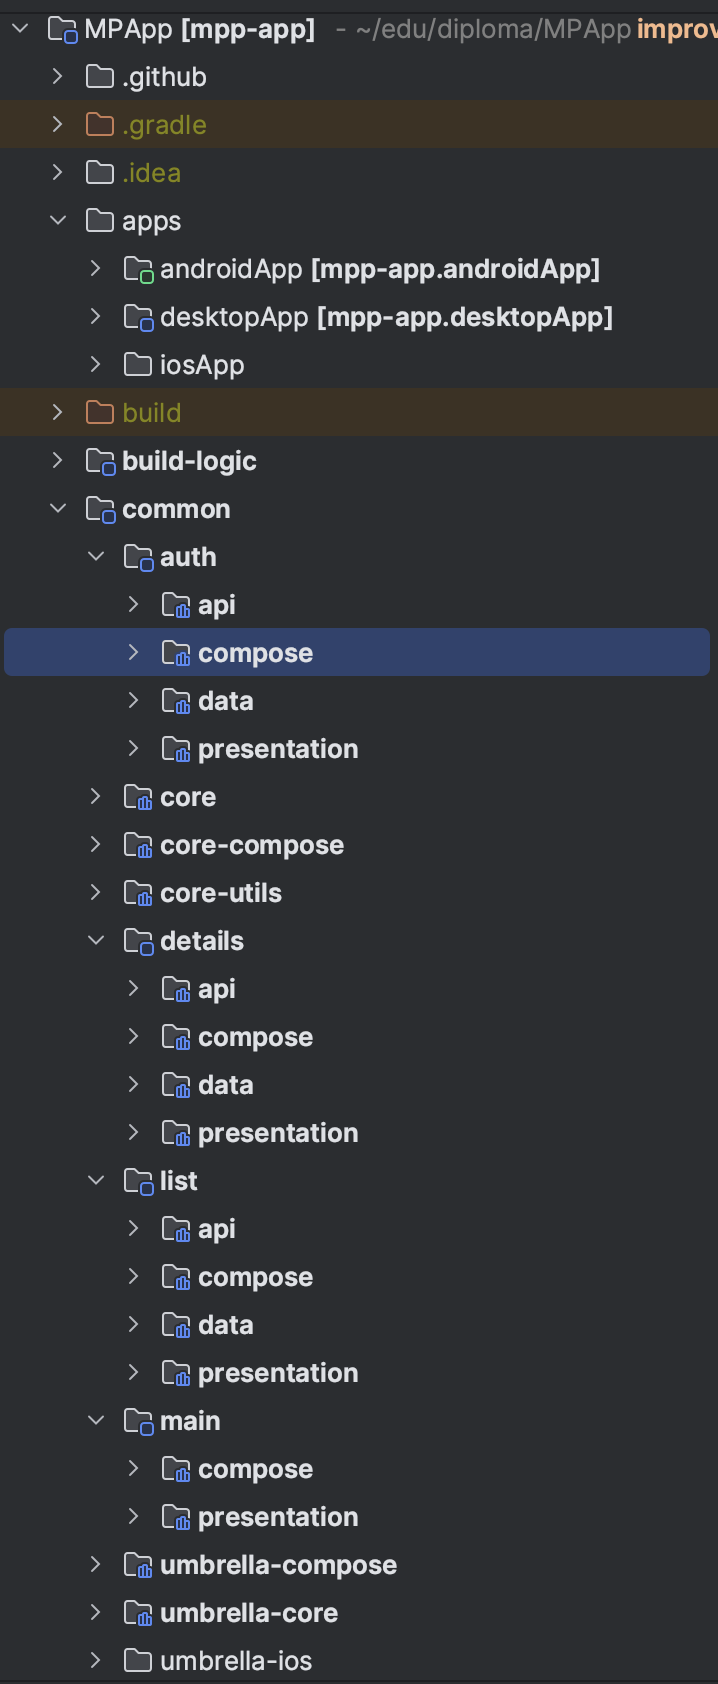 MPApp [mpp-app] - ~/edu/diploma/MPApp improv
.github
.gradle
.idea
apps
androidApp [mpp-app.androidApp]
desktopApp [mpp-app.desktopApp]
iosApp
build
build-logic
common
auth
api
compose
data
presentation
core
core-compose
core-utils
details
api
compose
data
presentation
list
api
compose
data
presentation
main
compose
presentation
umbrella-compose
umbrella-core
umbrella-ios